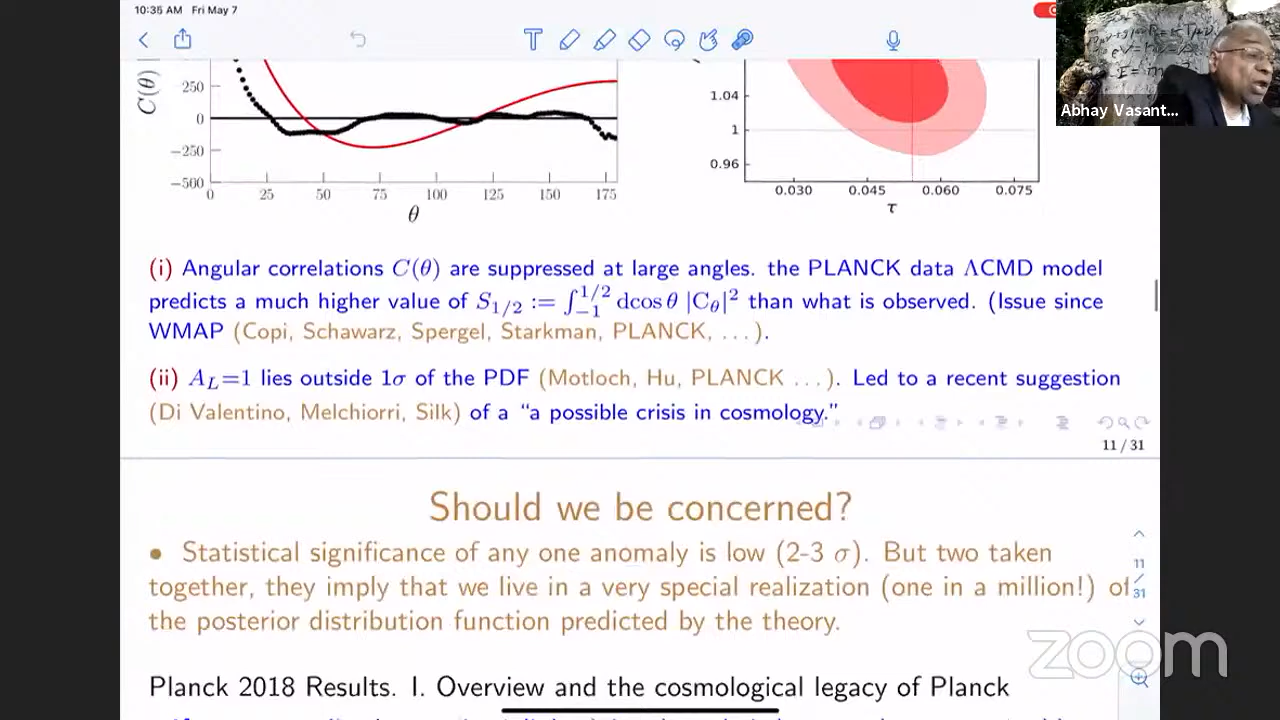 10:35 AM Fri May 7
C(θ)
250
0
−250
−500
0 25 50 75 100 125 150 175
θ
1.04
1
0.96
0.030 0.045 0.060 0.075
τ
Abhay Vasant...
(i) Angular correlations C(θ) are suppressed at large angles. the PLANCK data ΛCMD model
predicts a much higher value of S₁/₂ := ∫₋₁^{1/2} dcos θ |C_θ|² than what is observed. (Issue since
WMAP (Copi, Schawarz, Spergel, Starkman, PLANCK, ...).
(ii) A_L=1 lies outside 1σ of the PDF (Motloch, Hu, PLANCK ...). Led to a recent suggestion
(Di Valentino, Melchiorri, Silk) of a “a possible crisis in cosmology.”
11 / 31
Should we be concerned?
• Statistical significance of any one anomaly is low (2-3 σ). But two taken
together, they imply that we live in a very special realization (one in a million!) of
the posterior distribution function predicted by the theory.
11
/
31
zoom
Planck 2018 Results. I. Overview and the cosmological legacy of Planck